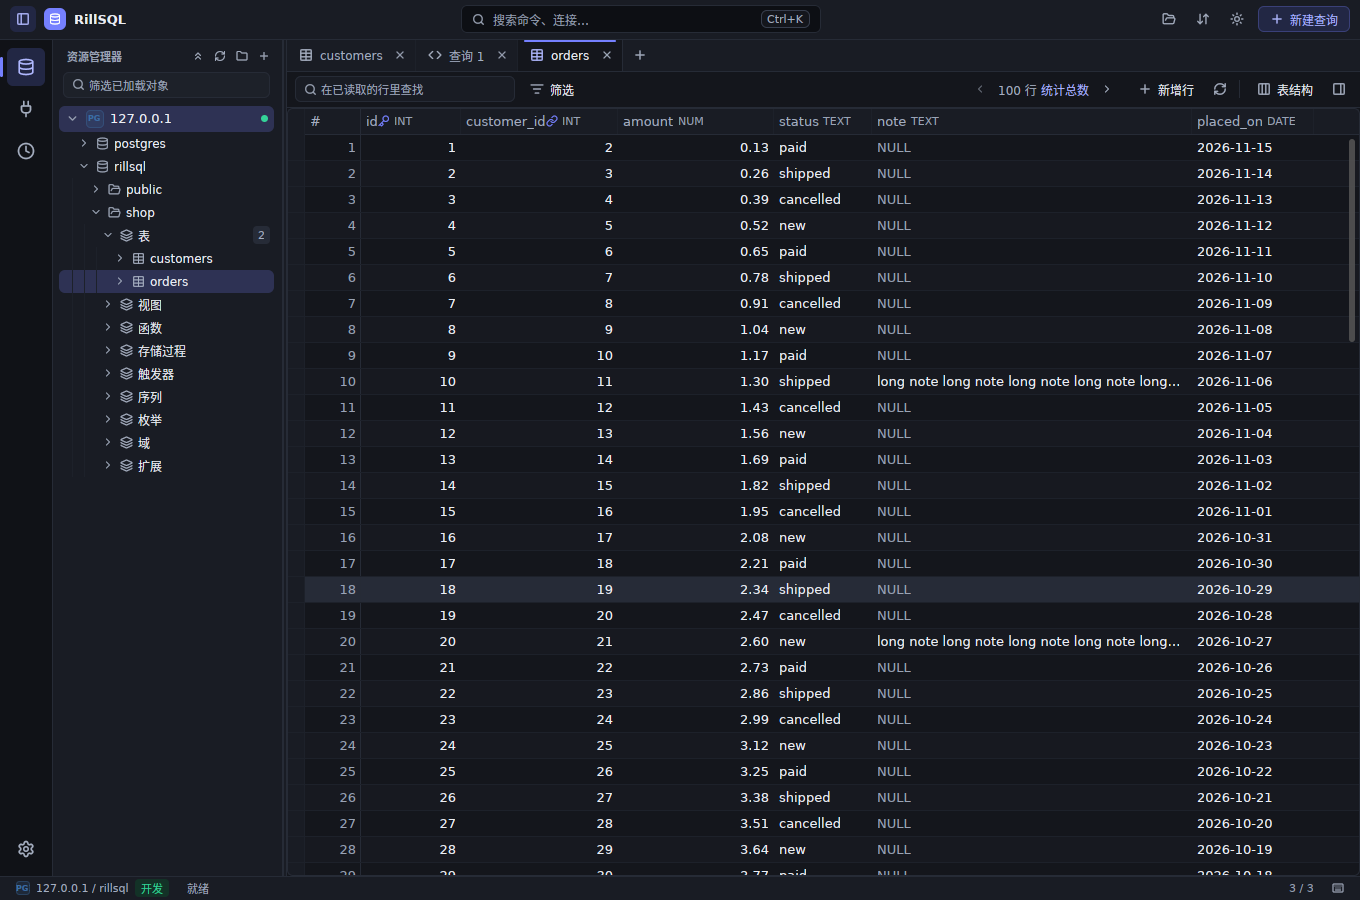 RillSQL
搜索命令、连接... Ctrl+K
新建查询
资源管理器
筛选已加载对象
PG 127.0.0.1
postgres
rillsql
public
shop
表 2
customers
orders
视图
函数
存储过程
触发器
序列
枚举
域
扩展
customers 查询 1 orders
在已读取的行里查找 筛选 100 行 统计总数 新增行 表结构
# id INT customer_id INT amount NUM status TEXT note TEXT placed_on DATE
1 1 2 0.13 paid NULL 2026-11-15
2 2 3 0.26 shipped NULL 2026-11-14
3 3 4 0.39 cancelled NULL 2026-11-13
4 4 5 0.52 new NULL 2026-11-12
5 5 6 0.65 paid NULL 2026-11-11
6 6 7 0.78 shipped NULL 2026-11-10
7 7 8 0.91 cancelled NULL 2026-11-09
8 8 9 1.04 new NULL 2026-11-08
9 9 10 1.17 paid NULL 2026-11-07
10 10 11 1.30 shipped long note long note long note long note long... 2026-11-06
11 11 12 1.43 cancelled NULL 2026-11-05
12 12 13 1.56 new NULL 2026-11-04
13 13 14 1.69 paid NULL 2026-11-03
14 14 15 1.82 shipped NULL 2026-11-02
15 15 16 1.95 cancelled NULL 2026-11-01
16 16 17 2.08 new NULL 2026-10-31
17 17 18 2.21 paid NULL 2026-10-30
18 18 19 2.34 shipped NULL 2026-10-29
19 19 20 2.47 cancelled NULL 2026-10-28
20 20 21 2.60 new long note long note long note long note long... 2026-10-27
21 21 22 2.73 paid NULL 2026-10-26
22 22 23 2.86 shipped NULL 2026-10-25
23 23 24 2.99 cancelled NULL 2026-10-24
24 24 25 3.12 new NULL 2026-10-23
25 25 26 3.25 paid NULL 2026-10-22
26 26 27 3.38 shipped NULL 2026-10-21
27 27 28 3.51 cancelled NULL 2026-10-20
28 28 29 3.64 new NULL 2026-10-19
29 29 30 3.77 paid NULL 2026-10-18
PG 127.0.0.1 / rillsql 开发 就绪 3 / 3